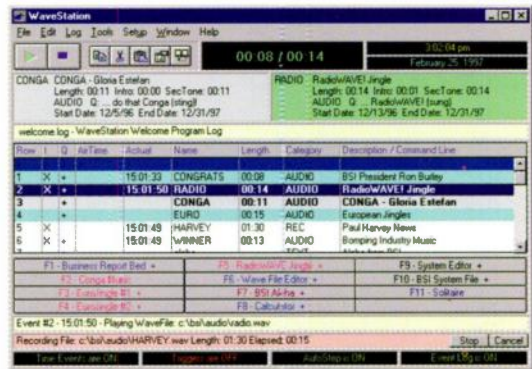 WaveStation
File Edit Log Tools Setup Window Help
00:08 / 00:14
3:02:04 pm
February 25, 1997
CONGA CONGA - Gloria Estefan
Length: 00:11 Intro: 00:00 SecTone: 00:11
AUDIO Q: ... do that Conga (sting)
Start Date: 12/5/96 End Date: 12/31/97
RADIO RadioWAVE! Jingle
Length: 00:14 Intro: 00:01 SecTone: 00:14
AUDIO Q: ... RadioWAVE! (sung)
Start Date: 12/13/96 End Date: 12/31/97
welcome.log - WaveStation Welcome Program Log
Row I Q AirTime Actual Name Length Category Description / Command Line
1 X + 15:01:33 CONGRATS 00:08 AUDIO BSI President Ron Burley
2 X + 15:01:50 RADIO 00:14 AUDIO RadioWAVE! Jingle
3 + CONGA 00:11 AUDIO CONGA - Gloria Estefan
4 + EURO 00:15 AUDIO European Jingles
5 X 15:01:49 HARVEY 01:30 REC Paul Harvey News
6 X + 15:01:49 WINNER 00:13 AUDIO Bomping Industry Music
F1 - Business Report Bed + F5 - RadioWAVE Jingle + F9 - System Editor +
F2 - Conga Music F6 - Wave File Editor + F10 - BSI System File +
F3 - EuroJingle #1 + F7 - BSI Alpha + F11 - Solitaire
F4 - EuroJingle #2 + F8 - Calculator +
Event #2 - 15:01:50 - Playing WaveFile: c:\bsi\audio\radio.wav
Recording File: c:\bsi\audio\HARVEY.wav Length: 01:30 Elapsed: 00:15 Stop Cancel
Time Events are ON Triggers are OFF AutoStep is ON Event Log is ON